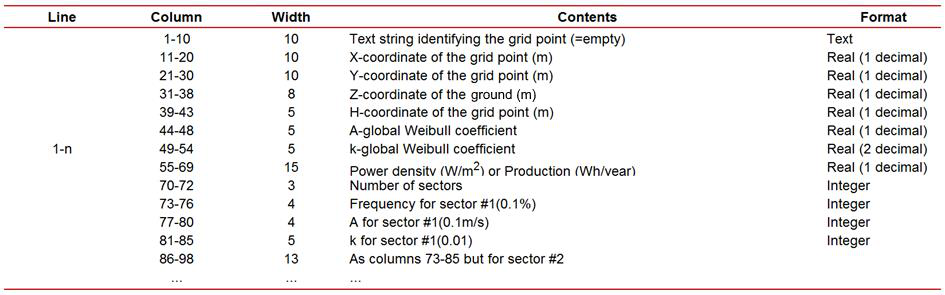 Line Column Width Contents Format
1-10 10 Text string identifying the grid point (=empty) Text
11-20 10 X-coordinate of the grid point (m) Real (1 decimal)
21-30 10 Y-coordinate of the grid point (m) Real (1 decimal)
31-38 8 Z-coordinate of the ground (m) Real (1 decimal)
39-43 5 H-coordinate of the grid point (m) Real (1 decimal)
44-48 5 A-global Weibull coefficient Real (1 decimal)
1-n 49-54 5 k-global Weibull coefficient Real (2 decimal)
55-69 15 Power density (W/m²) or Production (Wh/year) Real (1 decimal)
70-72 3 Number of sectors Integer
73-76 4 Frequency for sector #1(0.1%) Integer
77-80 4 A for sector #1(0.1m/s) Integer
81-85 5 k for sector #1(0.01) Integer
86-98 13 As columns 73-85 but for sector #2
... ... ...